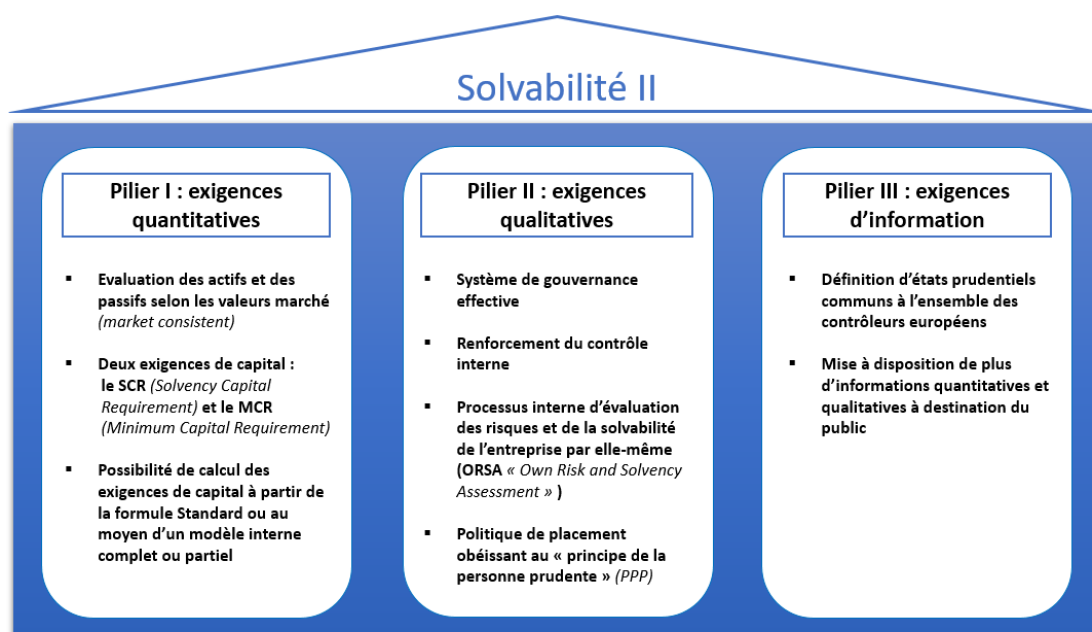 Solvabilité II
Pilier I : exigences
quantitatives
▪ Evaluation des actifs et des
passifs selon les valeurs marché
(market consistent)
▪ Deux exigences de capital :
le SCR (Solvency Capital
Requirement) et le MCR
(Minimum Capital Requirement)
▪ Possibilité de calcul des
exigences de capital à partir de
la formule Standard ou au
moyen d’un modèle interne
complet ou partiel
Pilier II : exigences
qualitatives
▪ Système de gouvernance
effective
▪ Renforcement du contrôle
interne
▪ Processus interne d’évaluation
des risques et de la solvabilité
de l’entreprise par elle-même
(ORSA « Own Risk and Solvency
Assessment » )
▪ Politique de placement
obéissant au « principe de la
personne prudente » (PPP)
Pilier III : exigences
d’information
▪ Définition d’états prudentiels
communs à l’ensemble des
contrôleurs européens
▪ Mise à disposition de plus
d’informations quantitatives et
qualitatives à destination du
public